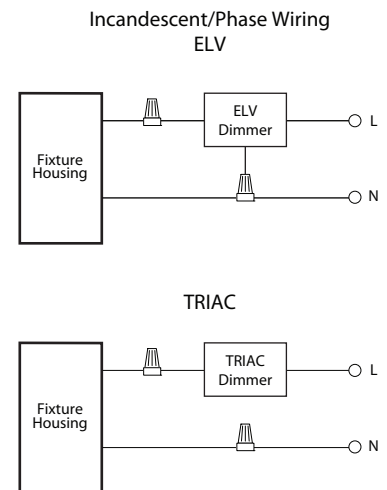 Incandescent/Phase Wiring
ELV
ELV
Dimmer
L
Fixture
Housing
N
TRIAC
TRIAC
Dimmer
L
Fixture
Housing
N